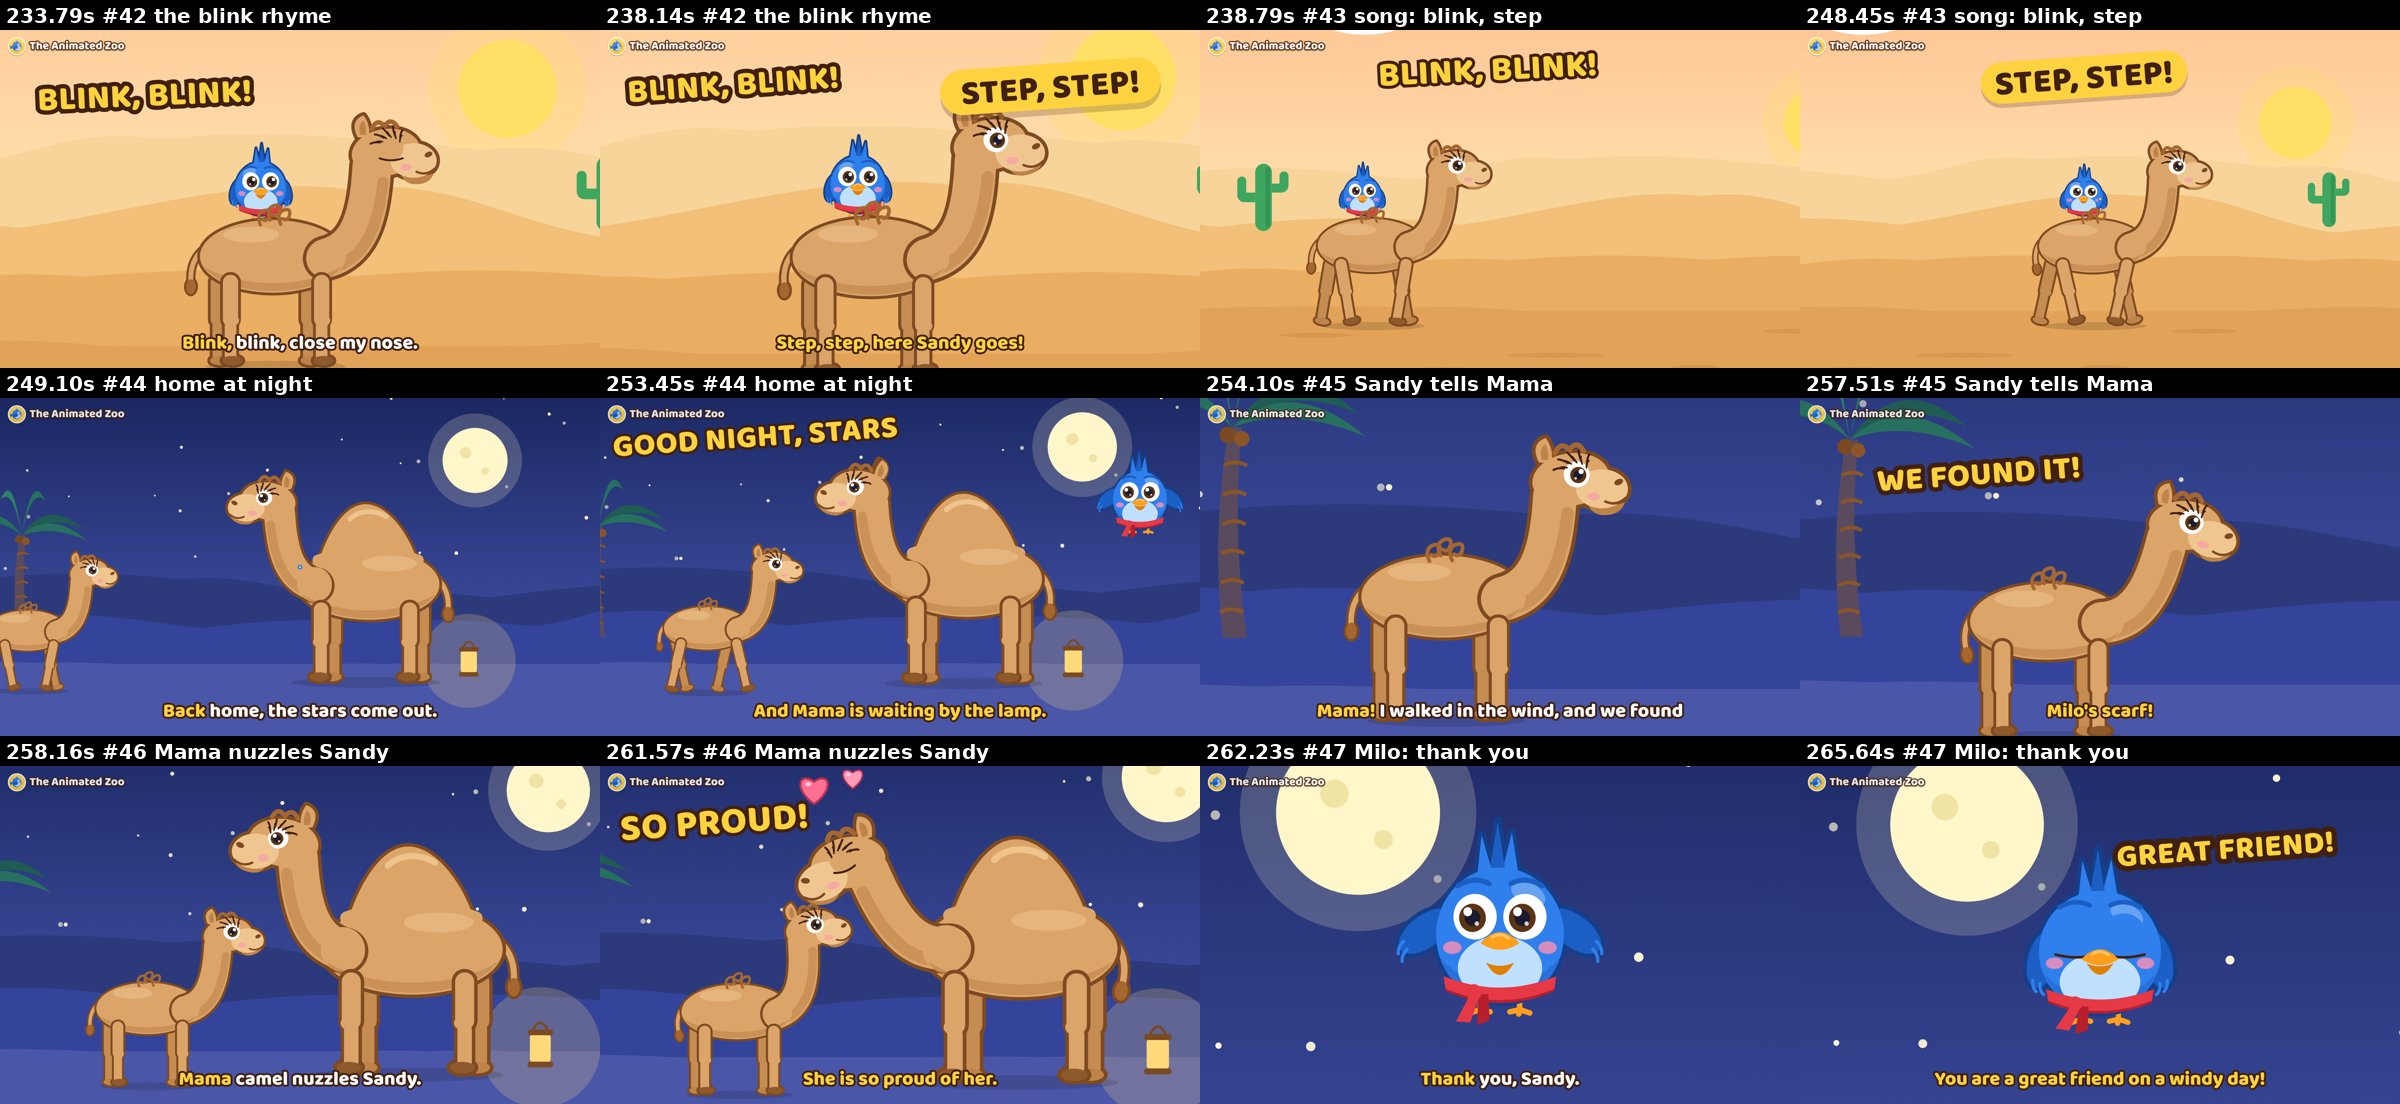 233.79s #42 the blink rhyme
The Animated Zoo
BLINK, BLINK!
Blink, blink, close my nose.
238.14s #42 the blink rhyme
The Animated Zoo
BLINK, BLINK!
STEP, STEP!
Step, step, here Sandy goes!
238.79s #43 song: blink, step
The Animated Zoo
BLINK, BLINK!
248.45s #43 song: blink, step
The Animated Zoo
STEP, STEP!
249.10s #44 home at night
The Animated Zoo
Back home, the stars come out.
253.45s #44 home at night
The Animated Zoo
GOOD NIGHT, STARS
And Mama is waiting by the lamp.
254.10s #45 Sandy tells Mama
The Animated Zoo
Mama! I walked in the wind, and we found
257.51s #45 Sandy tells Mama
The Animated Zoo
WE FOUND IT!
Milo's scarf!
258.16s #46 Mama nuzzles Sandy
The Animated Zoo
Mama camel nuzzles Sandy.
261.57s #46 Mama nuzzles Sandy
The Animated Zoo
SO PROUD!
She is so proud of her.
262.23s #47 Milo: thank you
The Animated Zoo
Thank you, Sandy.
265.64s #47 Milo: thank you
The Animated Zoo
GREAT FRIEND!
You are a great friend on a windy day!